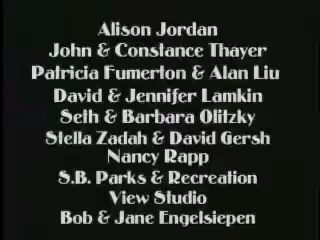 Alison Jordan
John & Constance Thayer
Patricia Fumerton & Alan Liu
David & Jennifer Lamkin
Seth & Barbara Olitzky
Stella Zadah & David Gersh
Nancy Rapp
S.B. Parks & Recreation
View Studio
Bob & Jane Engelsiepen